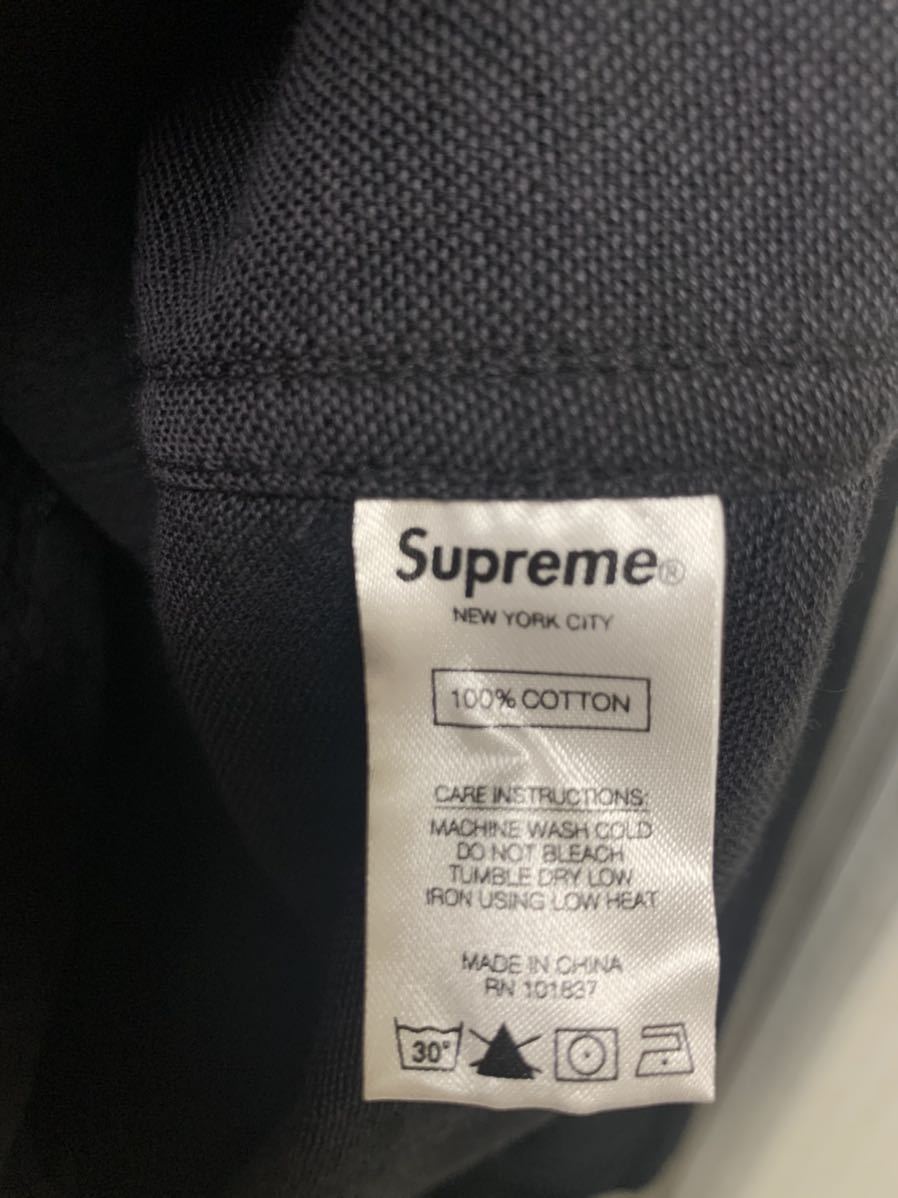 Supreme®
NEW YORK CITY
100% COTTON
CARE INSTRUCTIONS:
MACHINE WASH COLD
DO NOT BLEACH
TUMBLE DRY LOW
IRON USING LOW HEAT
MADE IN CHINA
RN 101837
30°